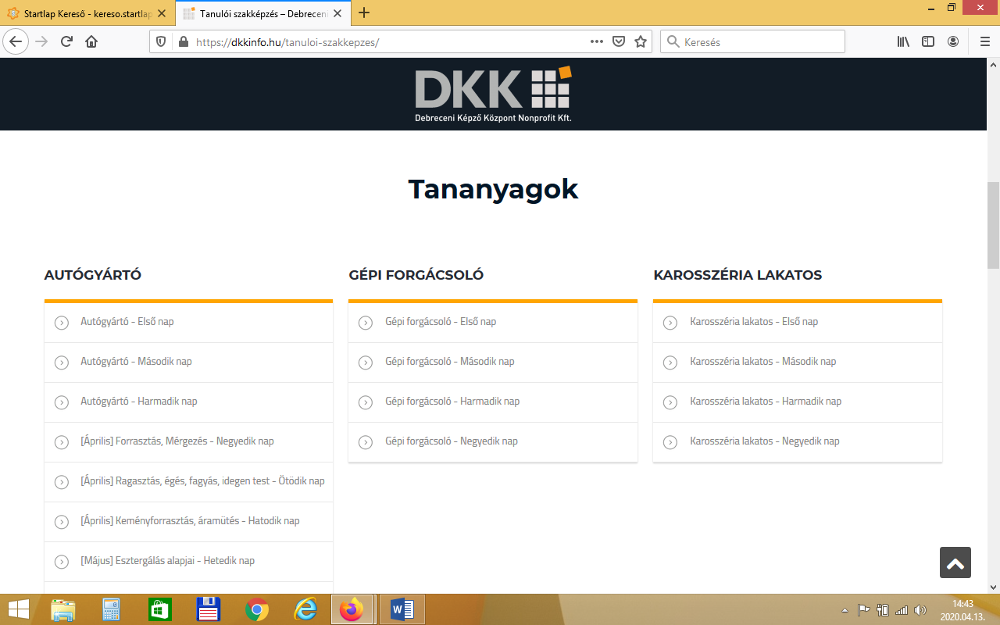 Startlap Kereső - kereso.startlap
Tanulói szakképzés – Debreceni
https://dkkinfo.hu/tanuloi-szakkepzes/
Keresés
DKK
Debreceni Képző Központ Nonprofit Kft.
Tananyagok
AUTÓGYÁRTÓ
Autógyártó - Első nap
Autógyártó - Második nap
Autógyártó - Harmadik nap
[Április] Forrasztás, Mérgezés - Negyedik nap
[Április] Ragasztás, égés, fagyás, idegen test - Ötödik nap
[Április] Keményforrasztás, áramütés - Hatodik nap
[Május] Esztergálás alapjai - Hetedik nap
GÉPI FORGÁCSOLÓ
Gépi forgácsoló - Első nap
Gépi forgácsoló - Második nap
Gépi forgácsoló - Harmadik nap
Gépi forgácsoló - Negyedik nap
KAROSSZÉRIA LAKATOS
Karosszéria lakatos - Első nap
Karosszéria lakatos - Második nap
Karosszéria lakatos - Harmadik nap
Karosszéria lakatos - Negyedik nap
14:43
2020.04.13.